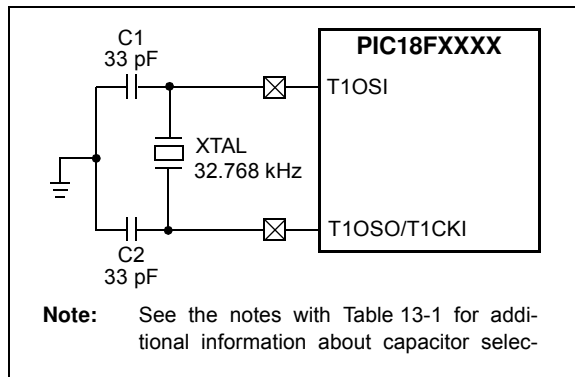 C1
33 pF
PIC18FXXXX
T1OSI
XTAL
32.768 kHz
T1OSO/T1CKI
C2
33 pF
Note: See the notes with Table 13-1 for addi-
tional information about capacitor selec-